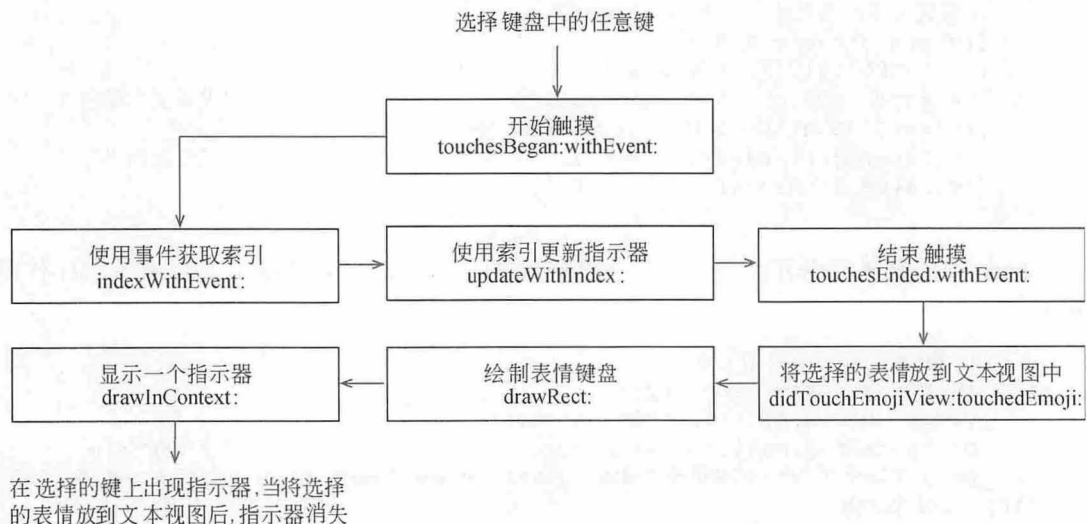 选择键盘中的任意键
开始触摸
touchesBegan:withEvent:
使用事件获取索引
indexWithEvent:
使用索引更新指示器
updateWithIndex:
结束触摸
touchesEnded:withEvent:
显示一个指示器
drawInContext:
绘制表情键盘
drawRect:
将选择的表情放到文本视图中
didTouchEmojiView:touchedEmoji:
在选择的键上出现指示器,当将选择
的表情放到文本视图后,指示器消失